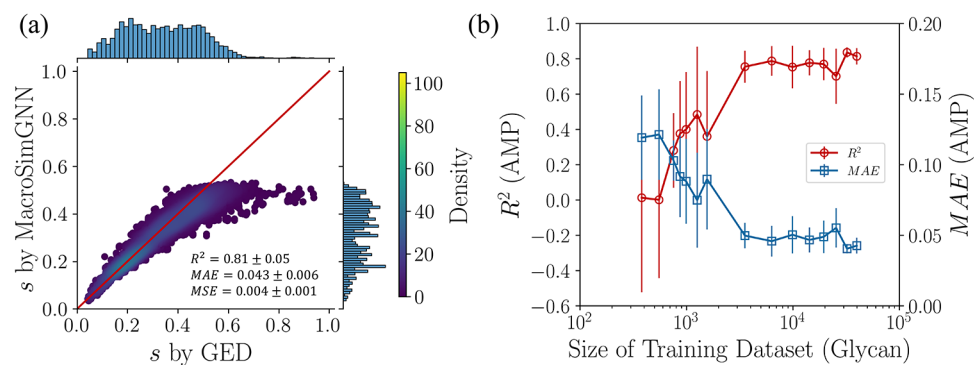 (a)
1.0
0.8
0.6
0.4
0.2
0.0
s by MacroSimGNN
0.0 0.2 0.4 0.6 0.8 1.0
s by GED
R² = 0.81 ± 0.05
MAE = 0.043 ± 0.006
MSE = 0.004 ± 0.001
100
80
60
40
20
0
Density
(b)
1.0
0.8
0.6
0.4
0.2
0.0
−0.2
−0.4
−0.6
R² (AMP)
R²
MAE
0.20
0.15
0.10
0.05
0.00
MAE (AMP)
10² 10³ 10⁴ 10⁵
Size of Training Dataset (Glycan)